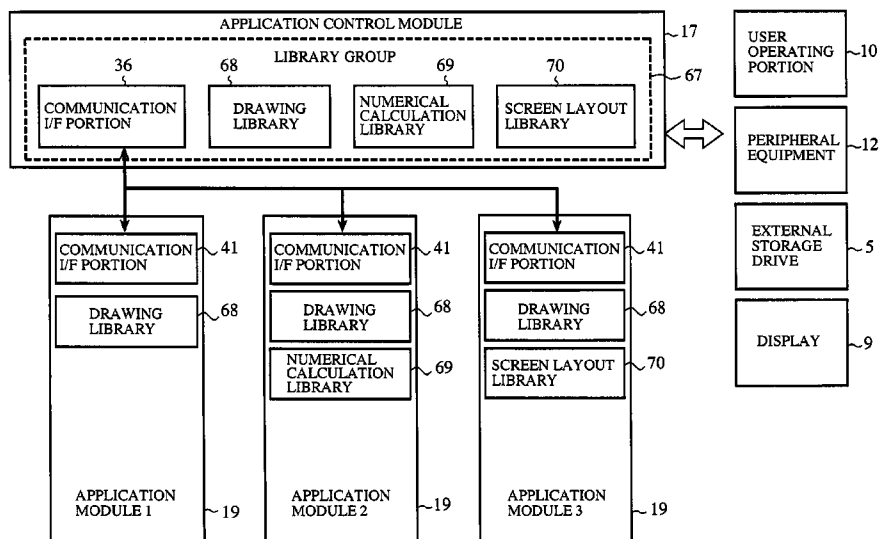 APPLICATION CONTROL MODULE
17
LIBRARY GROUP
67
36
68
69
70
COMMUNICATION
I/F PORTION
DRAWING
LIBRARY
NUMERICAL
CALCULATION
LIBRARY
SCREEN LAYOUT
LIBRARY
USER
OPERATING
PORTION
10
PERIPHERAL
EQUIPMENT
12
EXTERNAL
STORAGE
DRIVE
5
DISPLAY
9
COMMUNICATION
I/F PORTION
41
DRAWING
LIBRARY
68
APPLICATION
MODULE 1
19
COMMUNICATION
I/F PORTION
41
DRAWING
LIBRARY
68
NUMERICAL
CALCULATION
LIBRARY
69
APPLICATION
MODULE 2
19
COMMUNICATION
I/F PORTION
41
DRAWING
LIBRARY
68
SCREEN LAYOUT
LIBRARY
70
APPLICATION
MODULE 3
19